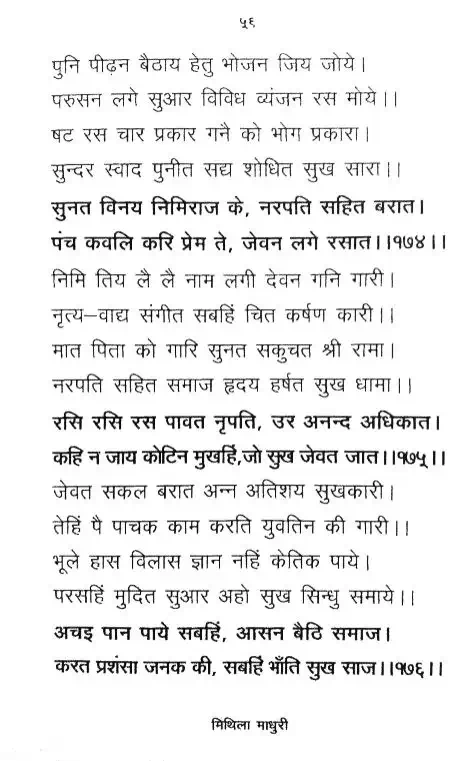 ५६
पुनि पीढ़न बैठाय हेतु भोजन जिय जोये।
परुसन लगे सुआर विविध व्यंजन रस मोये।।
षट रस चार प्रकार गनै को भोग प्रकारा।
सुन्दर स्वाद पुनीत सद्य शोधित सुख सारा।।
सुनत विनय निमिराज के, नरपति सहित बरात।
पंच कवलि करि प्रेम ते, जेवन लगे रसात।।१७४।।
निमि तिय लै लै नाम लगी देवन गनि गारी।
नृत्य–वाद्य संगीत सबहिं चित कर्षण कारी।।
मात पिता को गारि सुनत सकुचत श्री रामा।
नरपति सहित समाज हृदय हर्षत सुख धामा।।
रसि रसि रस पावत नृपति, उर अनन्द अधिकात।
कहि न जाय कोटिन मुखहिं,जो सुख जेवत जात।।१७५।।
जेवत सकल बरात अन्न अतिशय सुखकारी।
तेहिं पै पाचक काम करति युवतिन की गारी।।
भूले हास विलास ज्ञान नहिं केतिक पाये।
परसहिं मुदित सुआर अहो सुख सिन्धु समाये।।
अचइ पान पाये सबहिं, आसन बैठि समाज।
करत प्रशंसा जनक की, सबहिं भाँति सुख साज।।१७६।।
मिथिला माधुरी